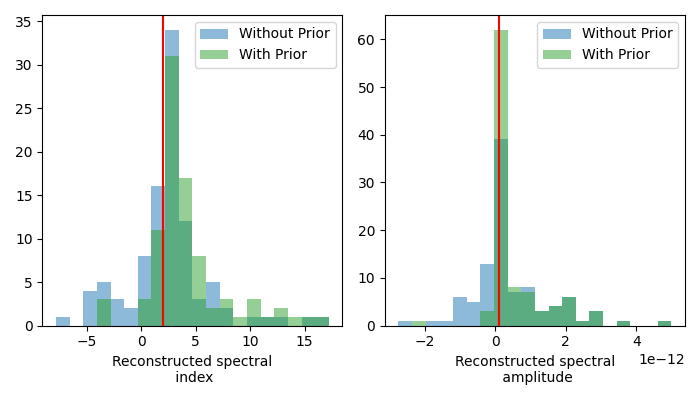 35
30
25
20
15
10
5
0
−5
0
5
10
15
Reconstructed spectral
index
Without Prior
With Prior
60
50
40
30
20
10
0
−2
0
2
4
1e−12
Reconstructed spectral
amplitude
Without Prior
With Prior